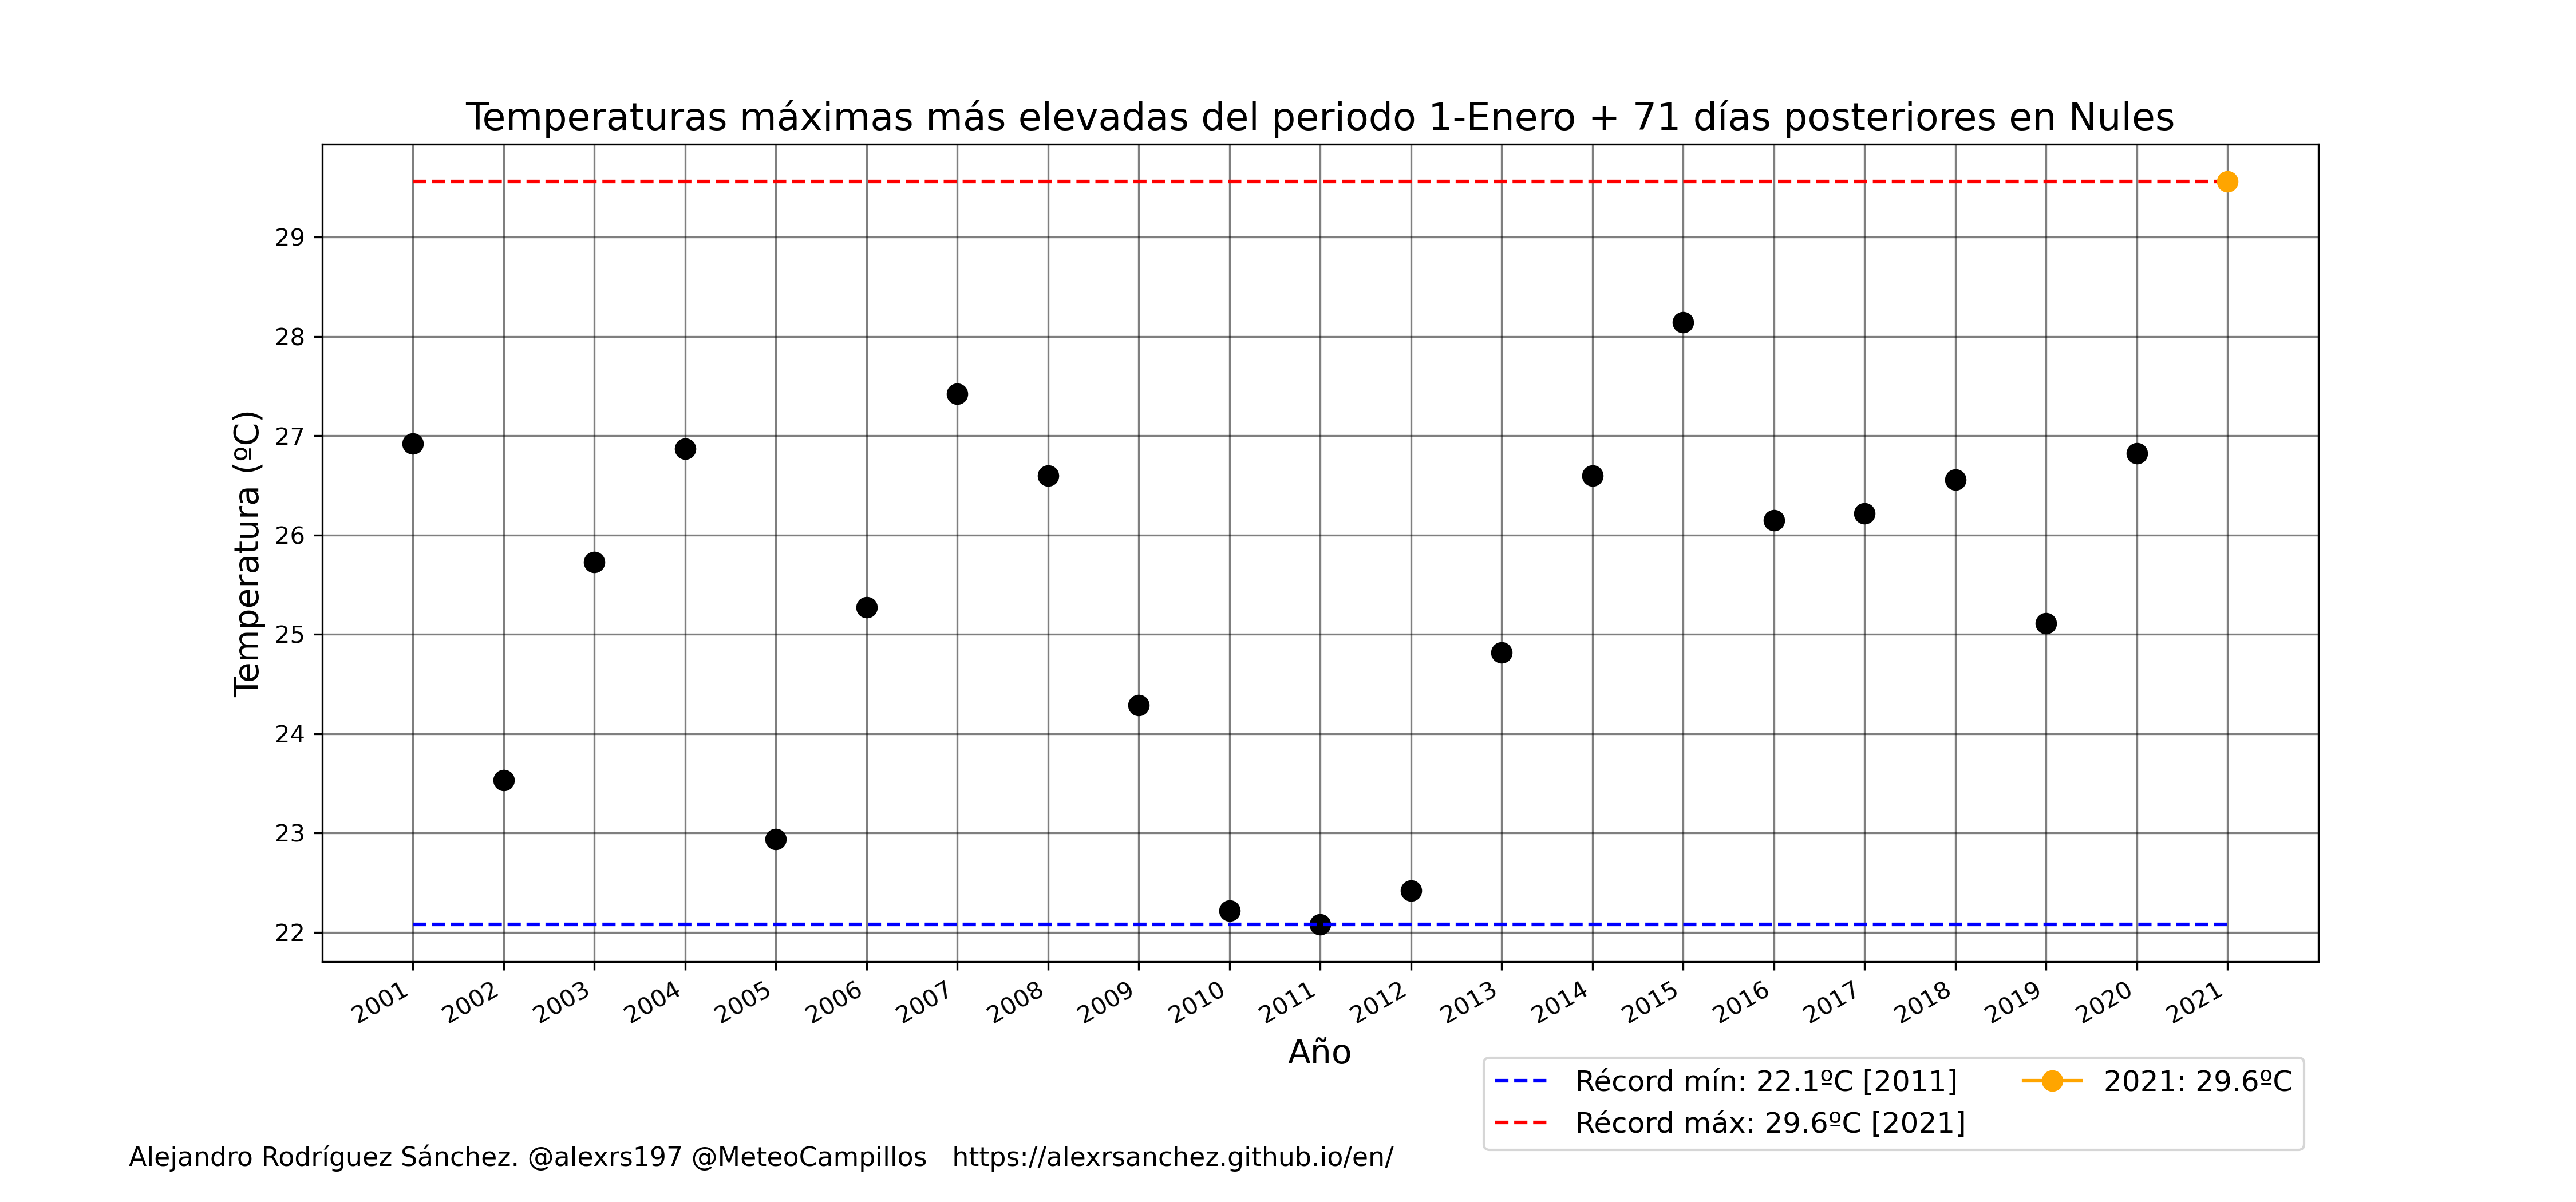 Temperaturas máximas más elevadas del periodo 1-Enero + 71 días posteriores en Nules
Temperatura (ºC)
29
28
27
26
25
24
23
22
2001 2002 2003 2004 2005 2006 2007 2008 2009 2010 2011 2012 2013 2014 2015 2016 2017 2018 2019 2020 2021
Año
Récord mín: 22.1ºC [2011]
Récord máx: 29.6ºC [2021]
2021: 29.6ºC
Alejandro Rodríguez Sánchez. @alexrs197 @MeteoCampillos https://alexrsanchez.github.io/en/